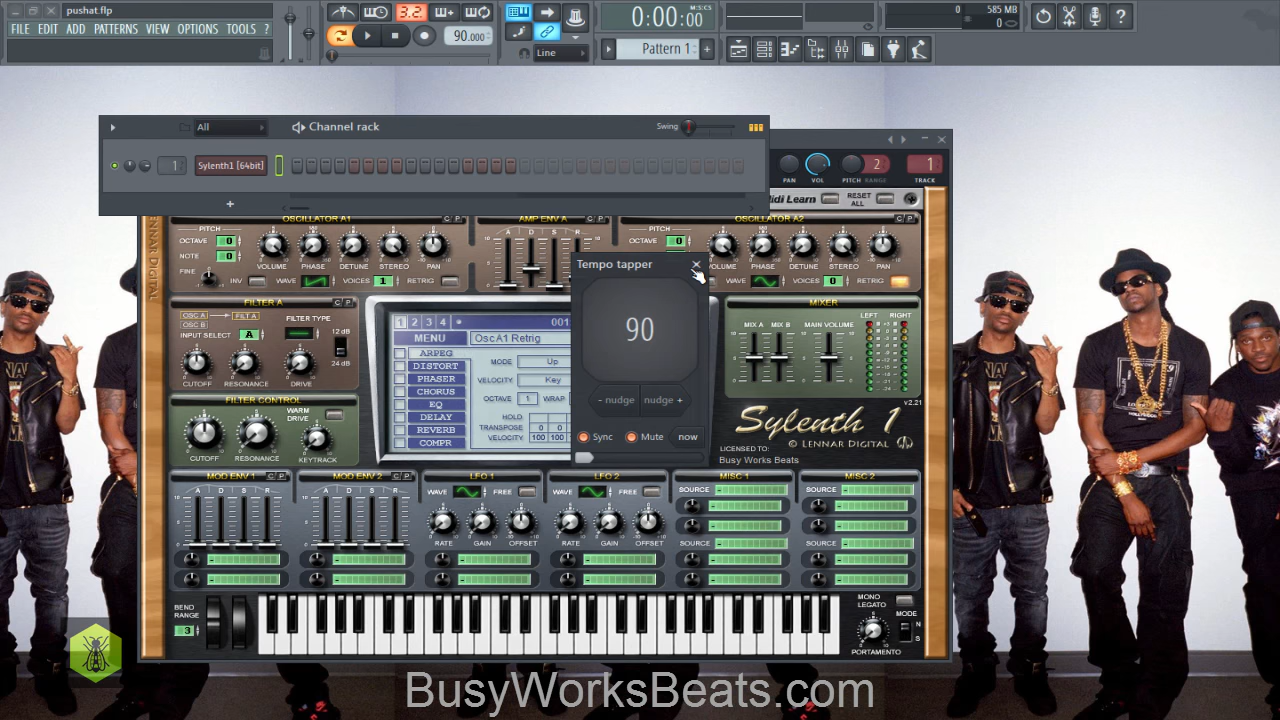 pushat.flp
0:00:00
M:S:CS
0
585 MB
0
FILE EDIT ADD PATTERNS VIEW OPTIONS TOOLS ?
3.2
90.000
Line
Pattern 1
All
Channel rack
Swing
1
Sylenth1 [64bit]
+
PAN
VOL
PITCH
RANGE
2
1
TRACK
Midi Learn
RESET ALL
LENNAR DIGITAL
OSCILLATOR A1
C P
AMP ENV A
C P
OSCILLATOR A2
C P
PITCH
OCTAVE 0
NOTE 0
FINE
VOLUME PHASE DETUNE STEREO PAN
INV WAVE VOICES 1 RETRIG
A D S R
PITCH
OCTAVE 0
VOLUME PHASE DETUNE STEREO PAN
WAVE VOICES 0 RETRIG
Tempo tapper
90
- nudge nudge +
Sync Mute now
FILTER A
C P
OSC A FILT A
OSC B
INPUT SELECT A
FILTER TYPE
12 dB
24 dB
CUTOFF RESONANCE DRIVE
FILTER CONTROL
WARM DRIVE
CUTOFF RESONANCE KEYTRACK
1 2 3 4
001
MENU
OscA1 Retrig
ARPEG
DISTORT
PHASER
CHORUS
EQ
DELAY
REVERB
COMPR
MODE Up
VELOCITY Key
OCTAVE 1 WRAP
HOLD
TRANSPOSE 0 0
VELOCITY 100 100
MIXER
MIX A MIX B MAIN VOLUME
LEFT RIGHT
v2.21
Sylenth 1
© LENNAR DIGITAL
LICENSED TO:
Busy Works Beats
MOD ENV 1
C P
MOD ENV 2
C P
LFO 1
LFO 2
MISC 1
MISC 2
A D S R
A D S R
WAVE FREE
WAVE FREE
SOURCE
SOURCE
RATE GAIN OFFSET
RATE GAIN OFFSET
SOURCE
SOURCE
BEND RANGE
3
MONO LEGATO
MODE
N
S
PORTAMENTO
BusyWorksBeats.com